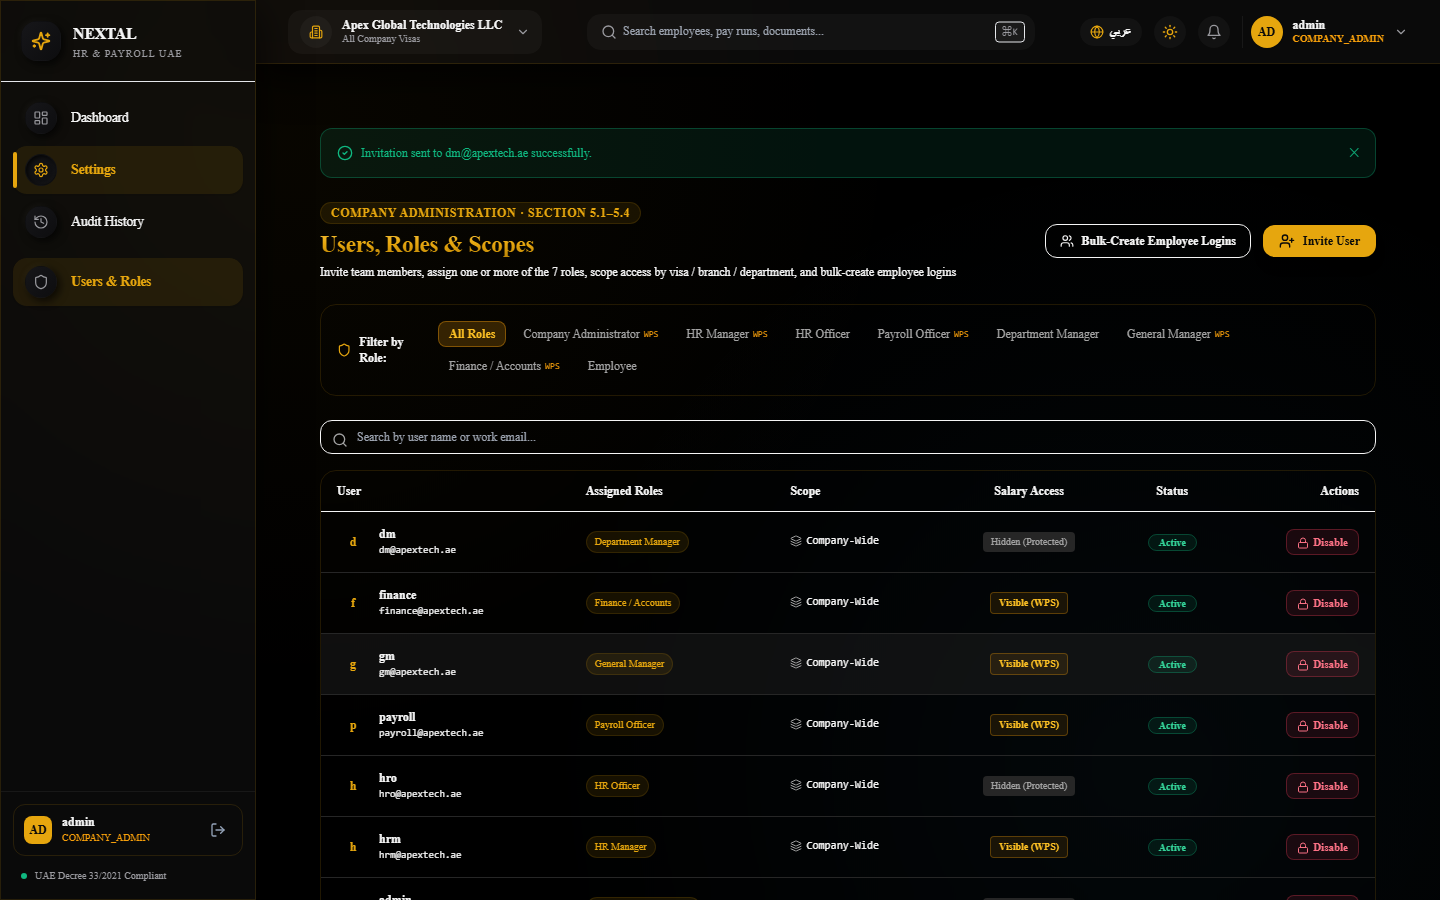 NEXTAL
HR & PAYROLL UAE
Dashboard
Settings
Audit History
Users & Roles
admin
AD
COMPANY_ADMIN
UAE Decree 33/2021 Compliant
Apex Global Technologies LLC
All Company Visas
Search employees, pay runs, documents...
⌘K
عربي
AD
admin
COMPANY_ADMIN
Invitation sent to dm@apextech.ae successfully.
COMPANY ADMINISTRATION · SECTION 5.1–5.4
Users, Roles & Scopes
Invite team members, assign one or more of the 7 roles, scope access by visa / branch / department, and bulk-create employee logins
Bulk-Create Employee Logins
Invite User
Filter by
Role:
All Roles Company Administrator WPS HR Manager WPS HR Officer Payroll Officer WPS Department Manager General Manager WPS
Finance / Accounts WPS Employee
Search by user name or work email...
User Assigned Roles Scope Salary Access Status Actions
d dm
dm@apextech.ae
Department Manager Company-Wide Hidden (Protected) Active Disable
f finance
finance@apextech.ae
Finance / Accounts Company-Wide Visible (WPS) Active Disable
g gm
gm@apextech.ae
General Manager Company-Wide Visible (WPS) Active Disable
p payroll
payroll@apextech.ae
Payroll Officer Company-Wide Visible (WPS) Active Disable
h hro
hro@apextech.ae
HR Officer Company-Wide Hidden (Protected) Active Disable
h hrm
hrm@apextech.ae
HR Manager Company-Wide Visible (WPS) Active Disable
admin